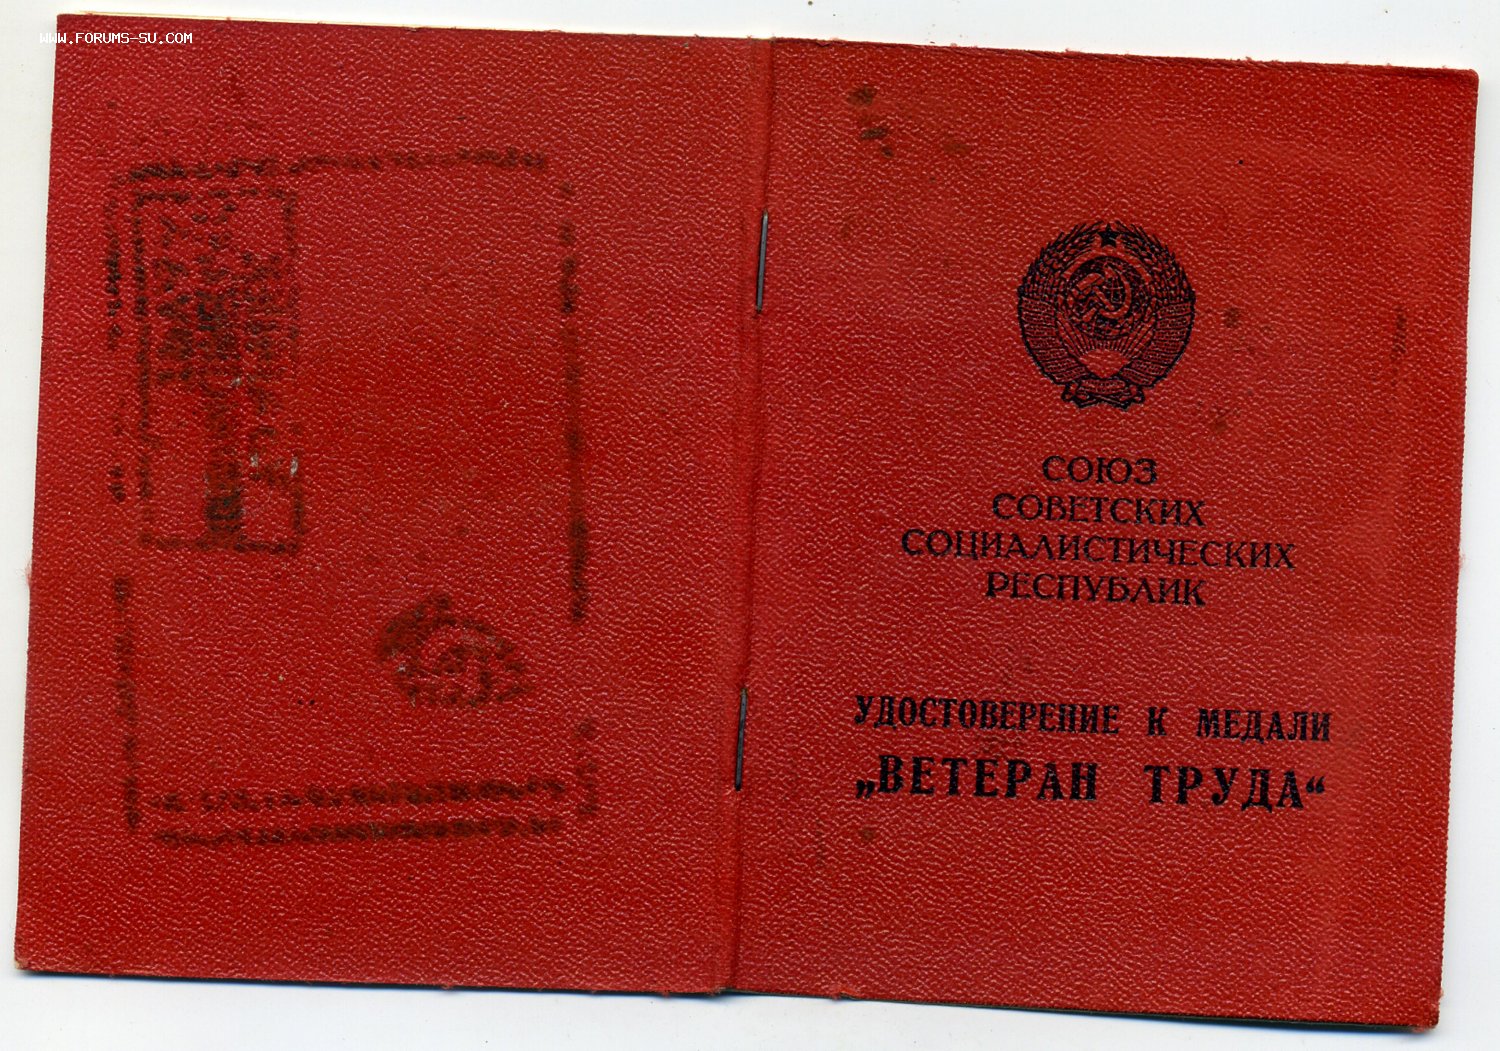 WWW.FORUMS-SU.COM
СОЮЗ
СОВЕТСКИХ
СОЦИАЛИСТИЧЕСКИХ
РЕСПУБЛИК
УДОСТОВЕРЕНИЕ К МЕДАЛИ
„ВЕТЕРАН ТРУДА“